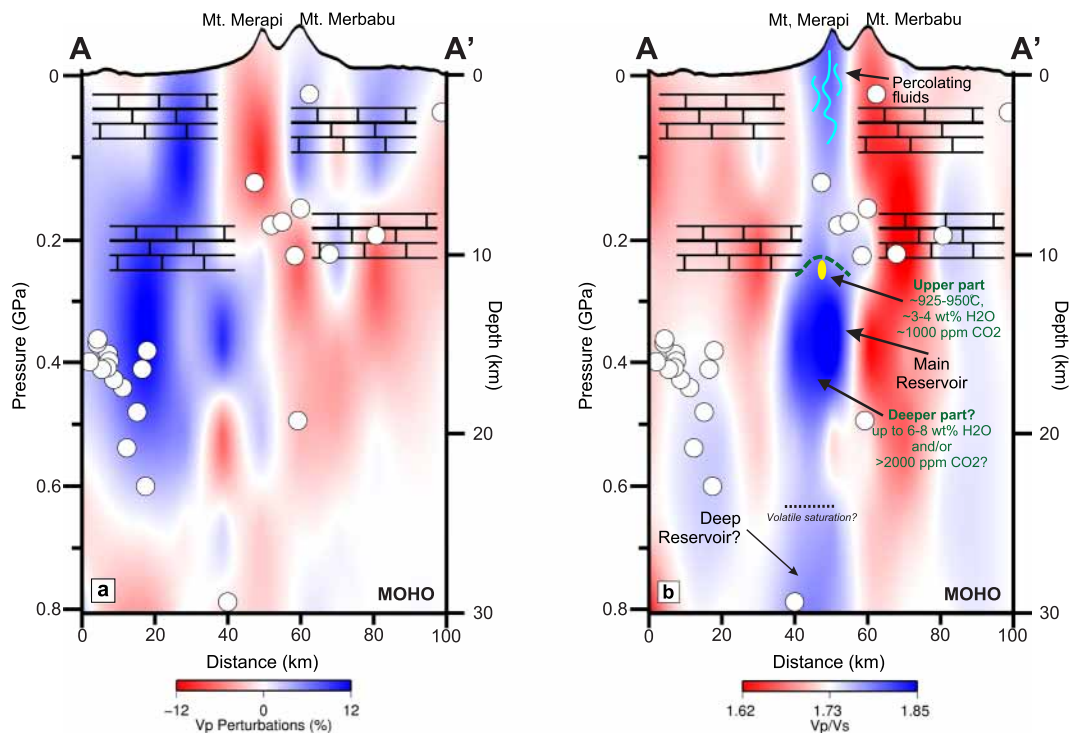 Mt. Merapi
Mt. Merbabu
A
A’
0
0.2
0.4
0.6
0.8
Pressure (GPa)
0
10
20
30
Depth (km)
a
MOHO
0
20
40
60
80
100
Distance (km)
−12
0
12
Vp Perturbations (%)
Mt, Merapi
Mt. Merbabu
A
A’
Percolating
fluids
0
0.2
0.4
0.6
0.8
Pressure (GPa)
0
10
20
30
Depth (km)
Upper part
~925-950℃,
~3-4 wt% H2O
~1000 ppm CO2
Main
Reservoir
Deeper part?
up to 6-8 wt% H2O
and/or
>2000 ppm CO2?
Volatile saturation?
Deep
Reservoir?
b
MOHO
0
20
40
60
80
100
Distance (km)
1.62
1.73
1.85
Vp/Vs